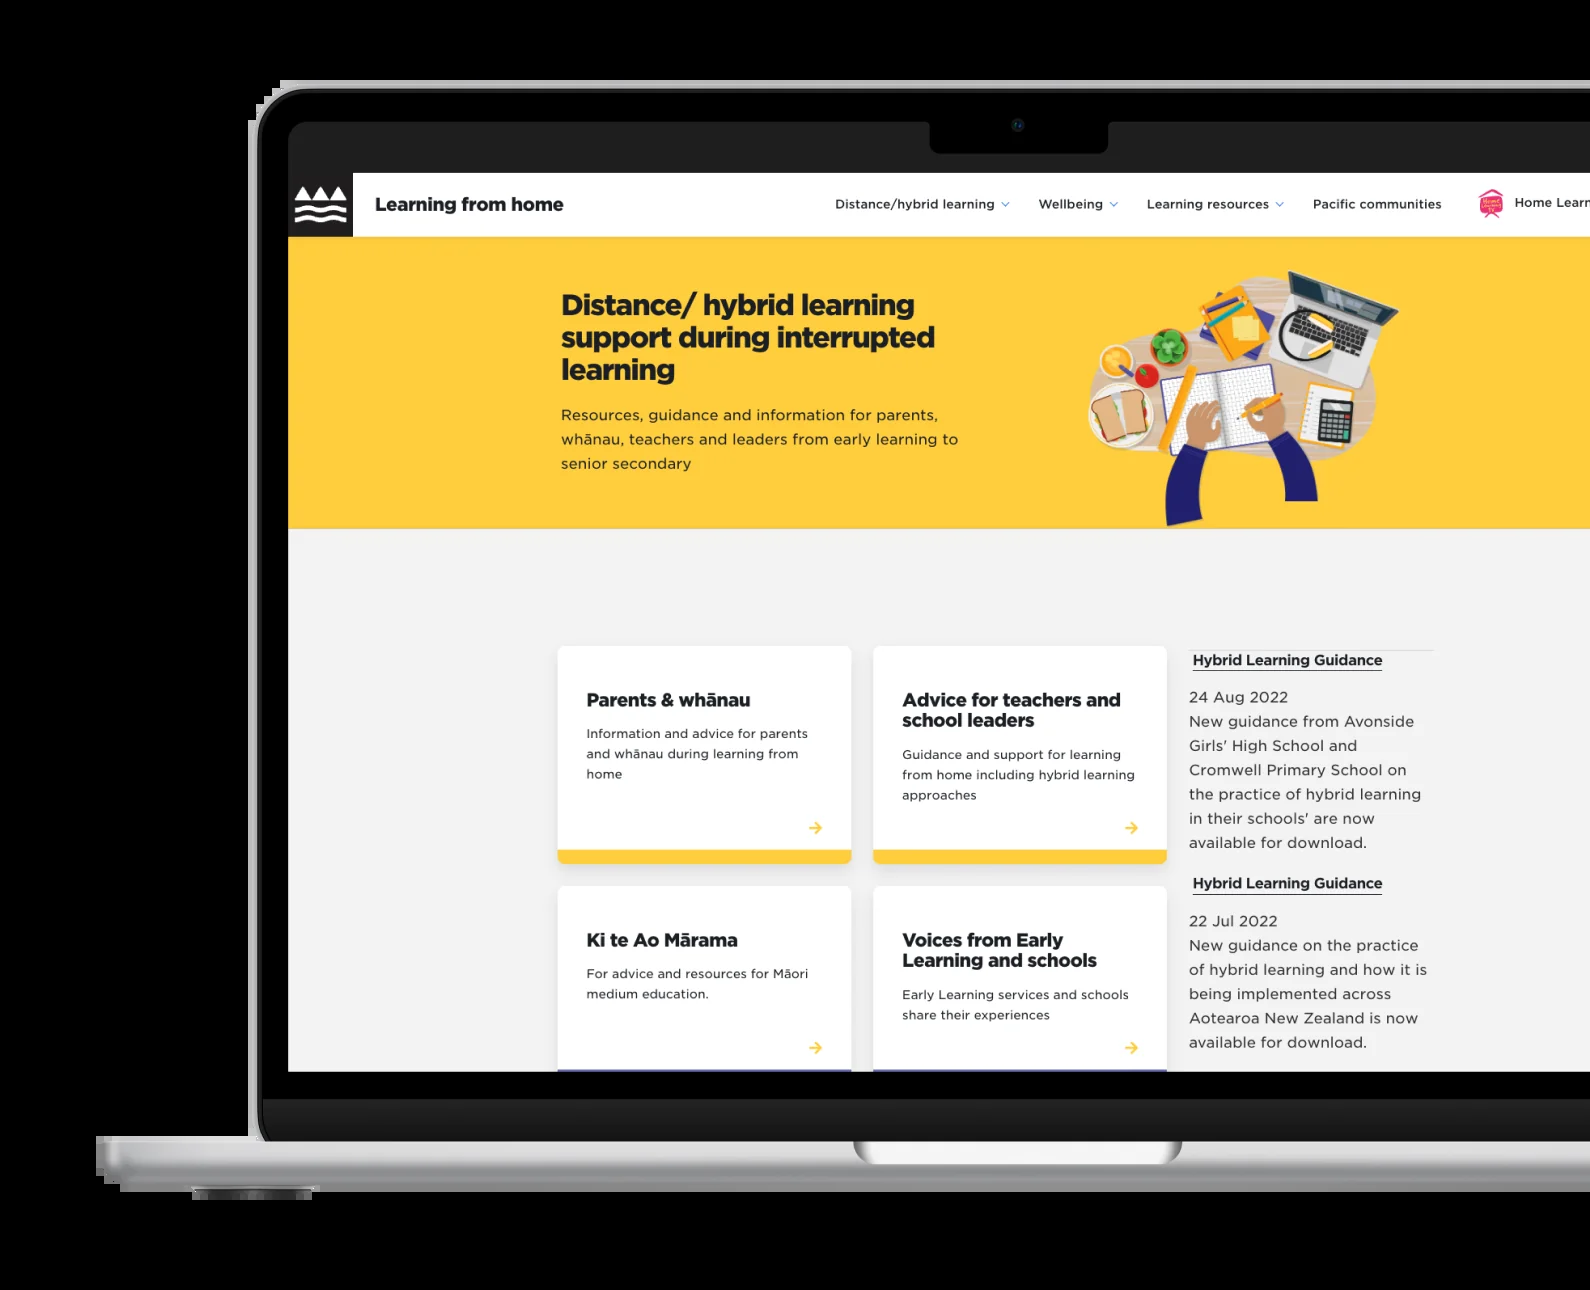 Learning from home
Distance/hybrid learning
Wellbeing
Learning resources
Pacific communities
Home
Home
Distance/ hybrid learning
support during interrupted
learning
Resources, guidance and information for parents,
whānau, teachers and leaders from early learning to
senior secondary
Parents & whānau
Information and advice for parents
and whānau during learning from
home
Advice for teachers and
school leaders
Guidance and support for learning
from home including hybrid learning
approaches
Ki te Ao Mārama
For advice and resources for Māori
medium education.
Voices from Early
Learning and schools
Early Learning services and schools
share their experiences
Hybrid Learning Guidance
24 Aug 2022
New guidance from Avonside
Girls' High School and
Cromwell Primary School on
the practice of hybrid learning
in their schools' are now
available for download.
Hybrid Learning Guidance
22 Jul 2022
New guidance on the practice
of hybrid learning and how it is
being implemented across
Aotearoa New Zealand is now
available for download.